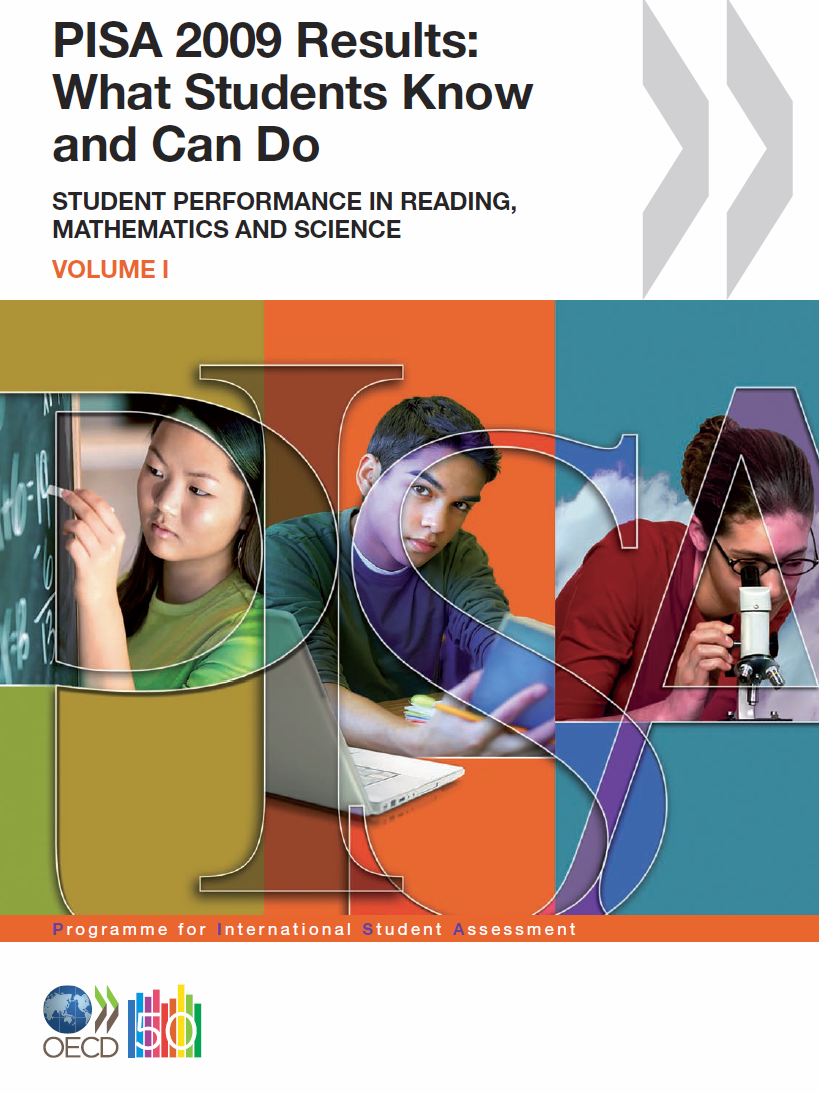 PISA 2009 Results:
What Students Know
and Can Do
STUDENT PERFORMANCE IN READING,
MATHEMATICS AND SCIENCE
VOLUME I
PISA
Programme for International Student Assessment
OECD
50